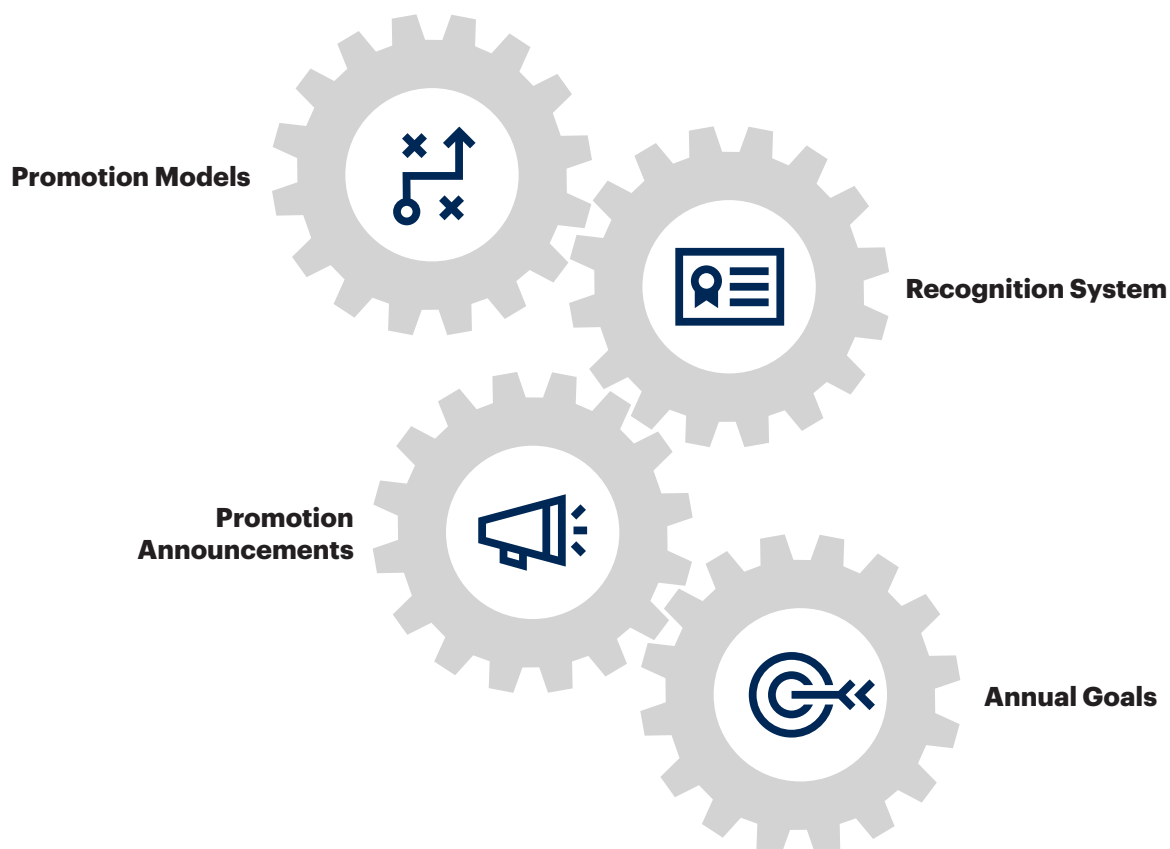 Promotion Models
Recognition System
Promotion
Announcements
Annual Goals